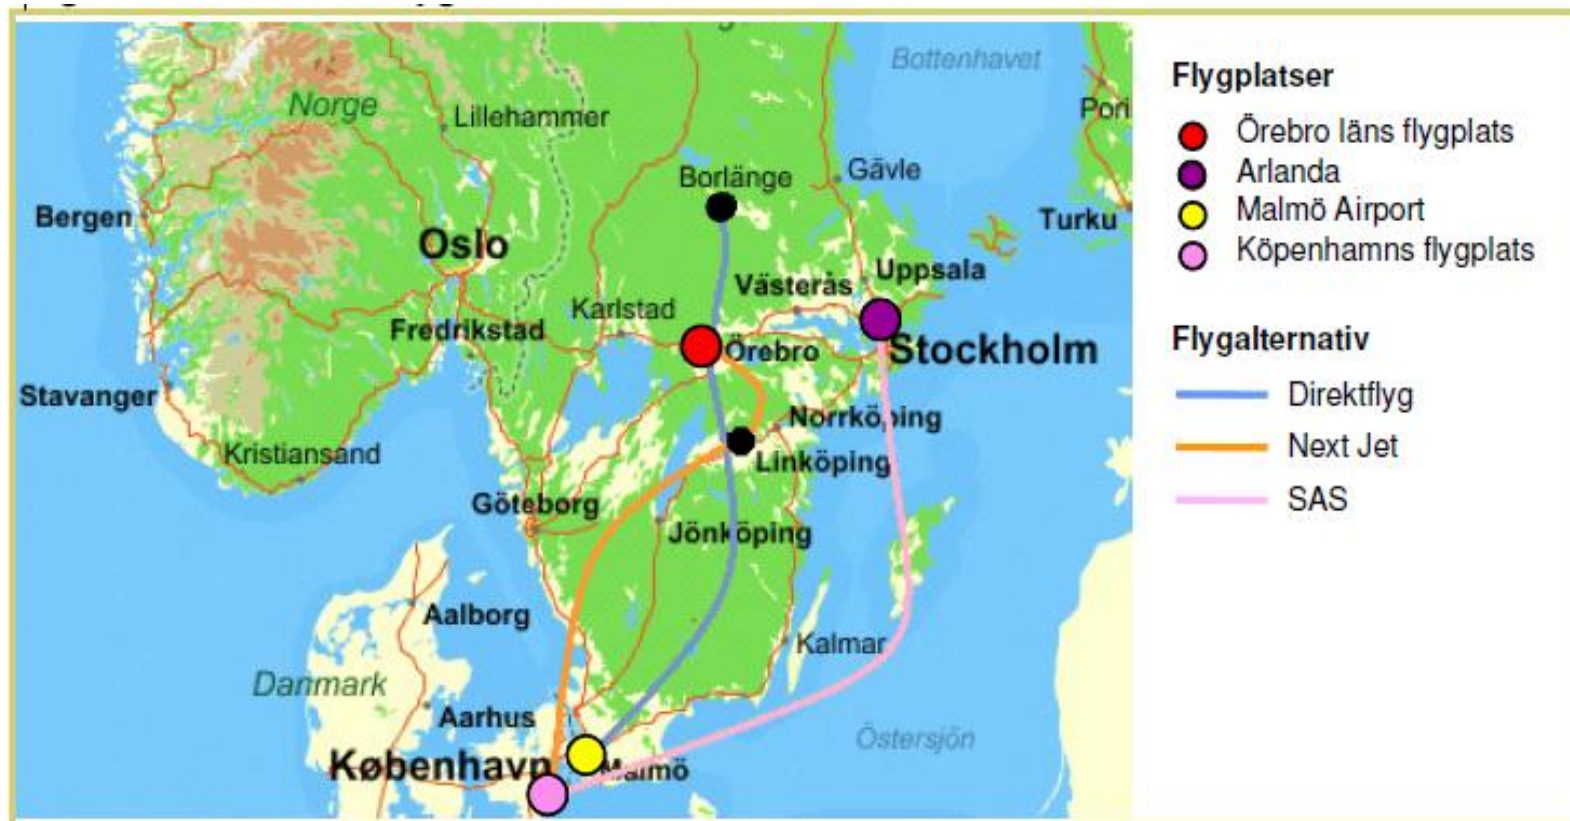 Bottenhavet
Norge
Lillehammer
Pori
Borlänge
Gävle
Bergen
Turku
Oslo
Uppsala
Västerås
Karlstad
Fredrikstad
Örebro
Stockholm
Stavanger
Norrköping
Kristiansand
Linköping
Göteborg
Jönköping
Aalborg
Kalmar
Danmark
Aarhus
Östersjön
København
Malmö
Flygplatser
Örebro läns flygplats
Arlanda
Malmö Airport
Köpenhamns flygplats
Flygalternativ
Direktflyg
Next Jet
SAS